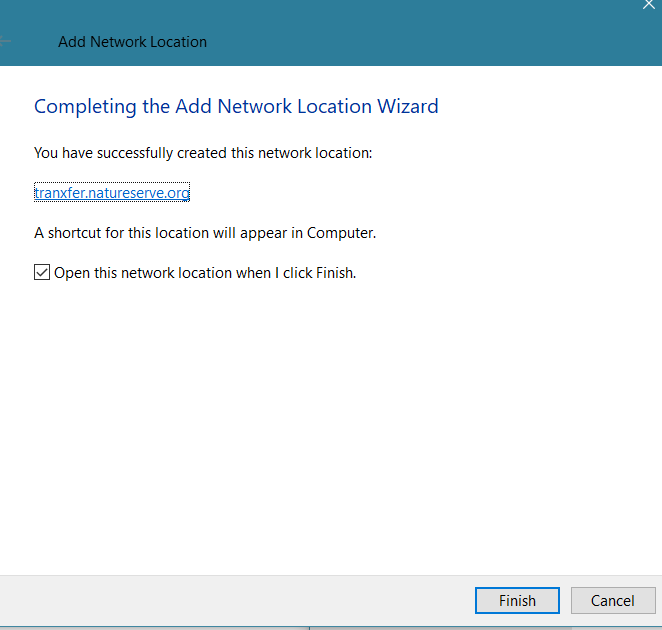 Add Network Location
Completing the Add Network Location Wizard
You have successfully created this network location:
tranxfer.natureserve.org
A shortcut for this location will appear in Computer.
Open this network location when I click Finish.
Finish
Cancel